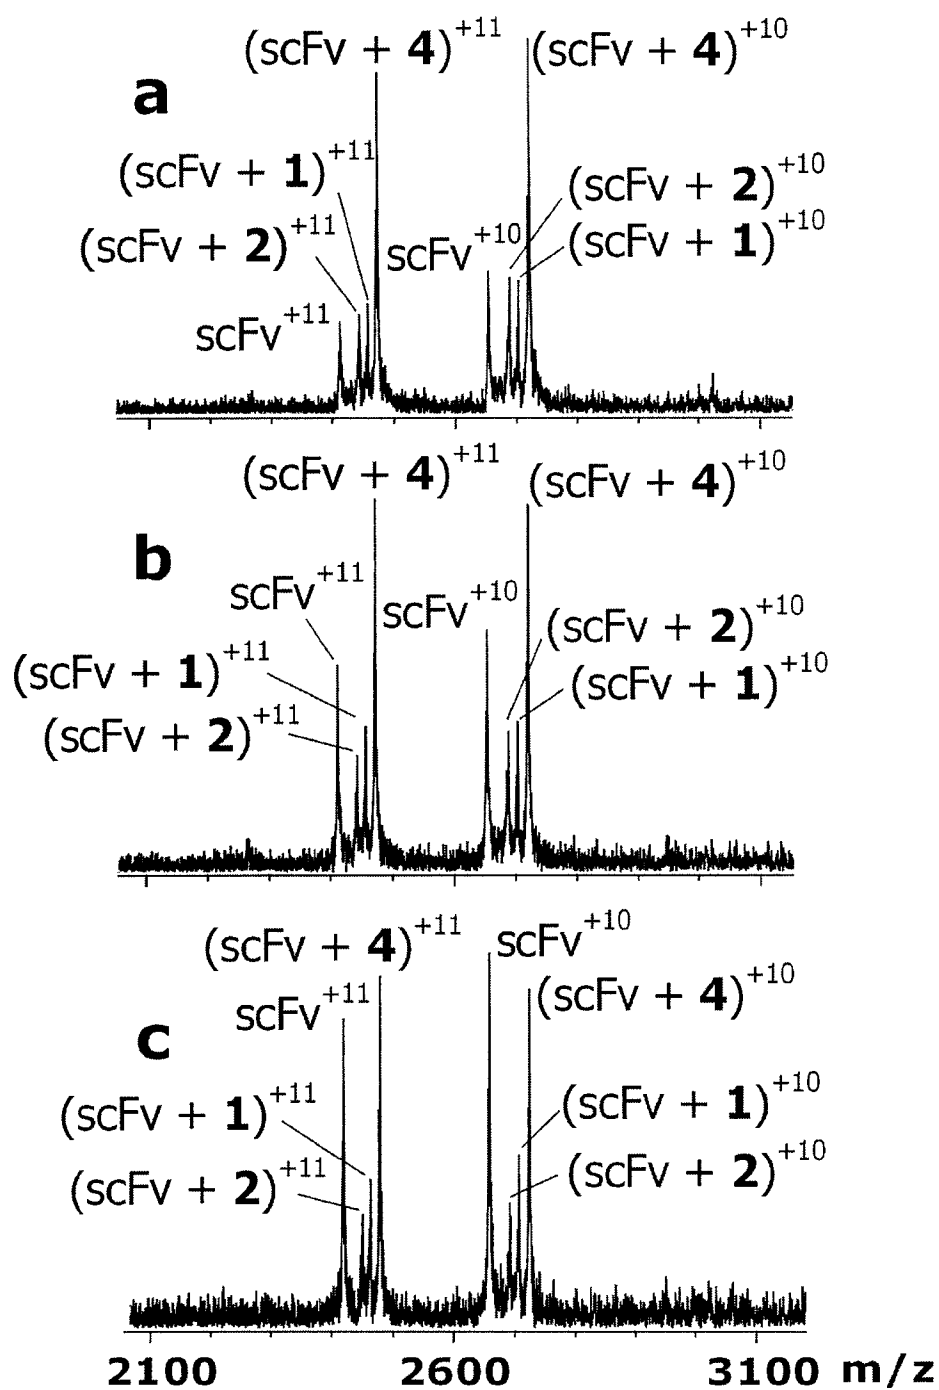 (scFv + 4)+11 (scFv + 4)+10
a
(scFv + 1)+11 (scFv + 2)+10
(scFv + 2)+11 scFv+10 (scFv + 1)+10
scFv+11
(scFv + 4)+11 (scFv + 4)+10
b
scFv+11 scFv+10
(scFv + 2)+10
(scFv + 1)+11 (scFv + 1)+10
(scFv + 2)+11
(scFv + 4)+11 scFv+10
scFv+11 (scFv + 4)+10
c
(scFv + 1)+11 (scFv + 1)+10
(scFv + 2)+11 (scFv + 2)+10
2100 2600 3100 m/z